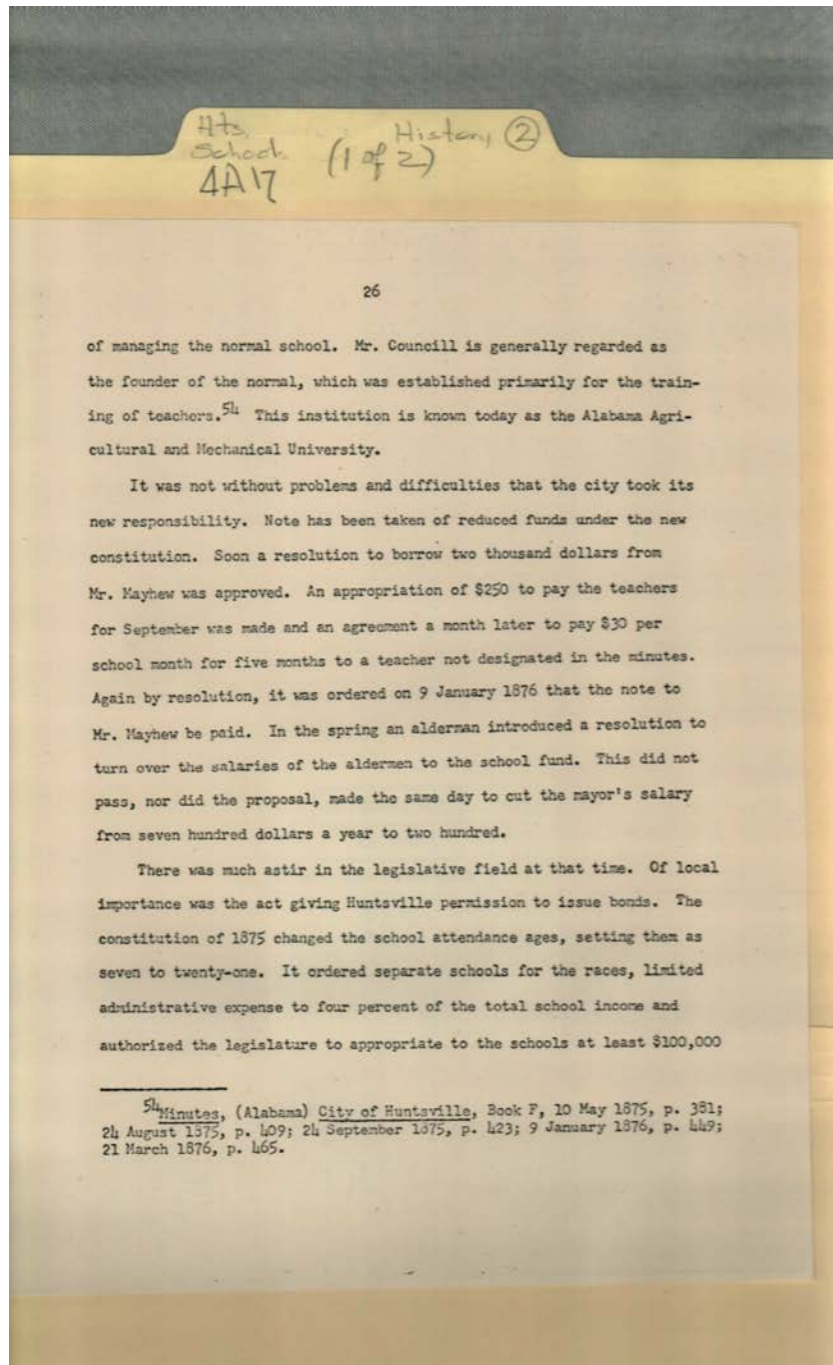 Hts. History ②
School.
(1 of 2)
4A17
26
of managing the normal school. Mr. Councill is generally regarded as
the founder of the normal, which was established primarily for the train-
ing of teachers.54 This institution is known today as the Alabama Agri-
cultural and Mechanical University.
It was not without problems and difficulties that the city took its
new responsibility. Note has been taken of reduced funds under the new
constitution. Soon a resolution to borrow two thousand dollars from
Mr. Mayhew was approved. An appropriation of $250 to pay the teachers
for September was made and an agreement a month later to pay $30 per
school month for five months to a teacher not designated in the minutes.
Again by resolution, it was ordered on 9 January 1876 that the note to
Mr. Mayhew be paid. In the spring an alderman introduced a resolution to
turn over the salaries of the aldermen to the school fund. This did not
pass, nor did the proposal, made the same day to cut the mayor's salary
from seven hundred dollars a year to two hundred.
There was much astir in the legislative field at that time. Of local
importance was the act giving Huntsville permission to issue bonds. The
constitution of 1875 changed the school attendance ages, setting them as
seven to twenty-one. It ordered separate schools for the races, limited
administrative expense to four percent of the total school income and
authorized the legislature to appropriate to the schools at least $100,000
54Minutes, (Alabama) City of Huntsville, Book F, 10 May 1875, p. 381;
24 August 1875, p. 409; 24 September 1875, p. 423; 9 January 1876, p. 449;
21 March 1876, p. 465.